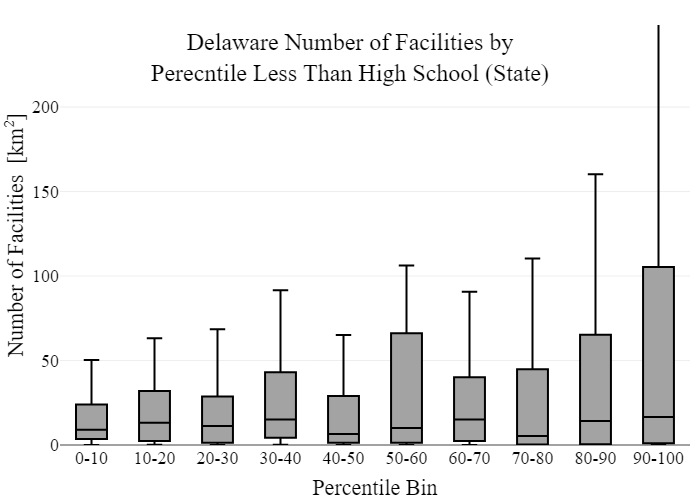 Delaware Number of Facilities by
Perecntile Less Than High School (State)
Number of Facilities [km²]
200
150
100
50
0
0-10 10-20 20-30 30-40 40-50 50-60 60-70 70-80 80-90 90-100
Percentile Bin